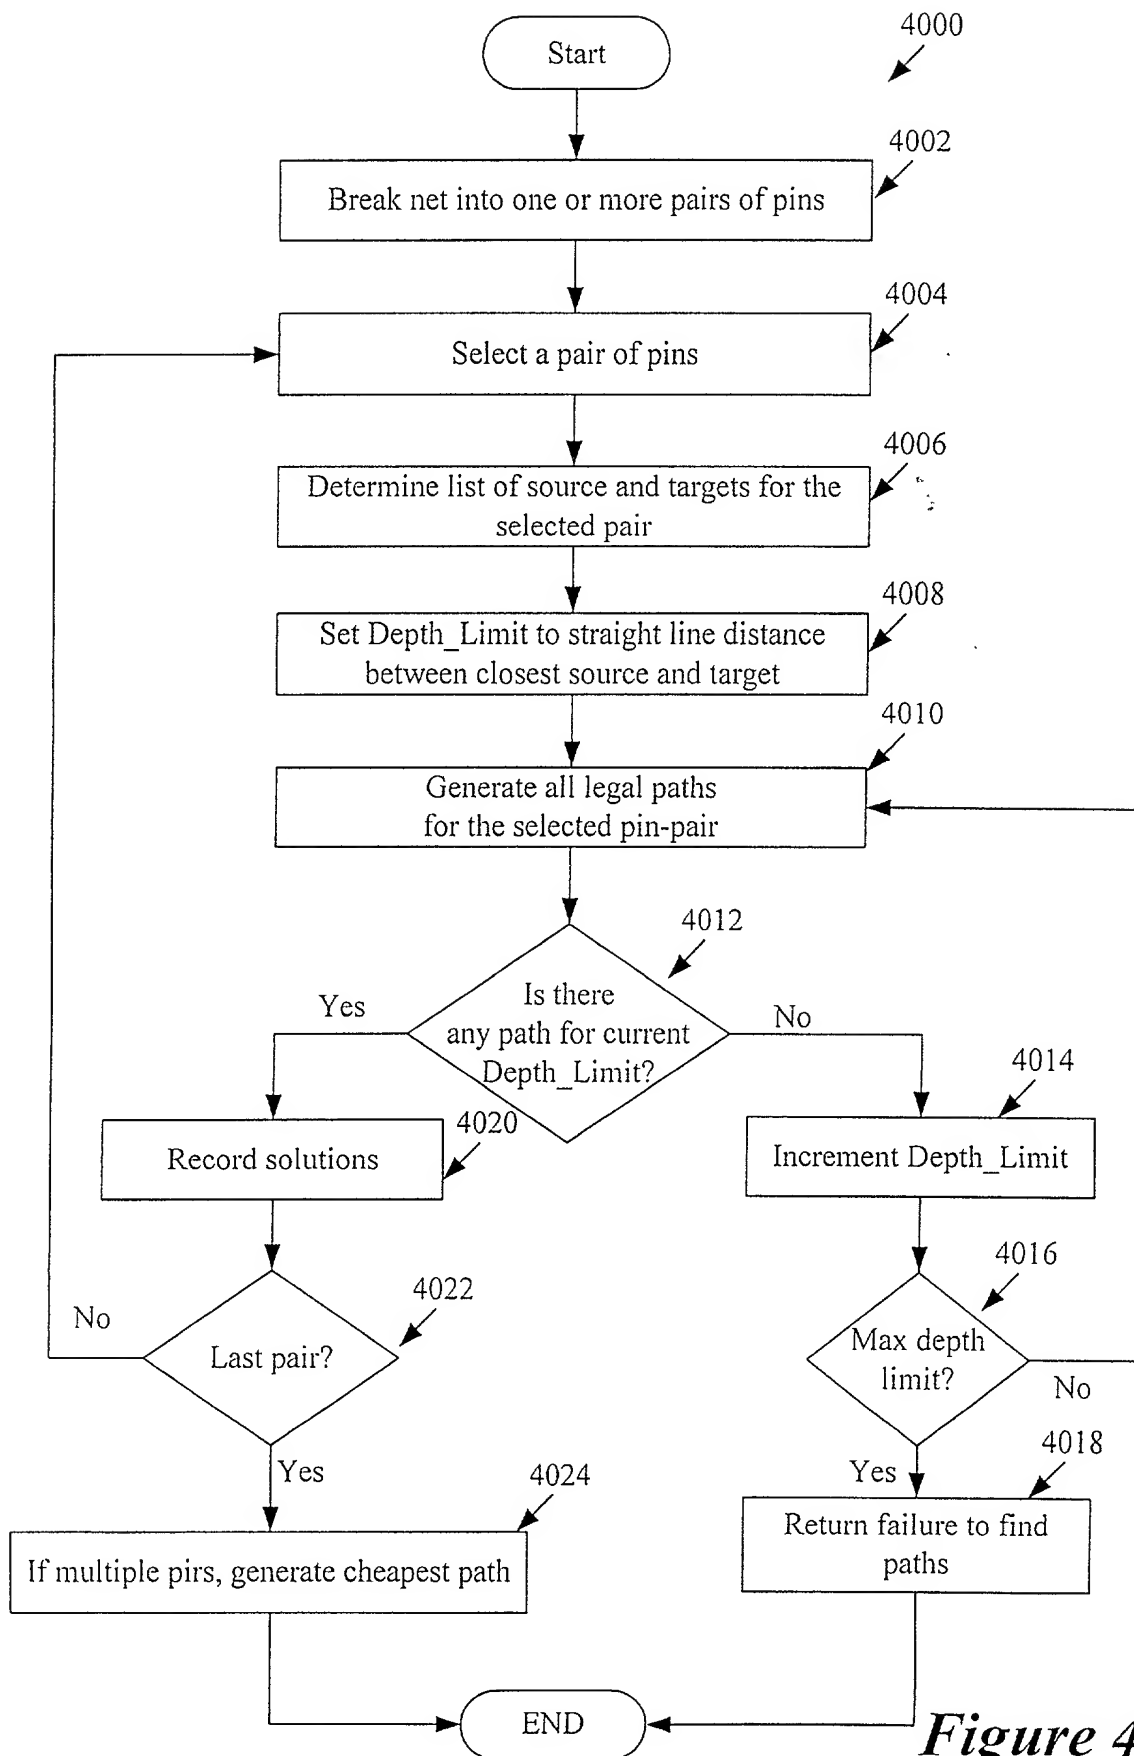 4000
Start
4002
Break net into one or more pairs of pins
4004
Select a pair of pins
4006
Determine list of source and targets for the
selected pair
4008
Set Depth_Limit to straight line distance
between closest source and target
4010
Generate all legal paths
for the selected pin-pair
4012
Is there
any path for current
Depth_Limit?
Yes
No
4014
Increment Depth_Limit
4020
Record solutions
4016
Max depth
limit?
No
4022
Last pair?
No
Yes
4018
Yes
Return failure to find
paths
4024
If multiple pirs, generate cheapest path
END
Figure 4